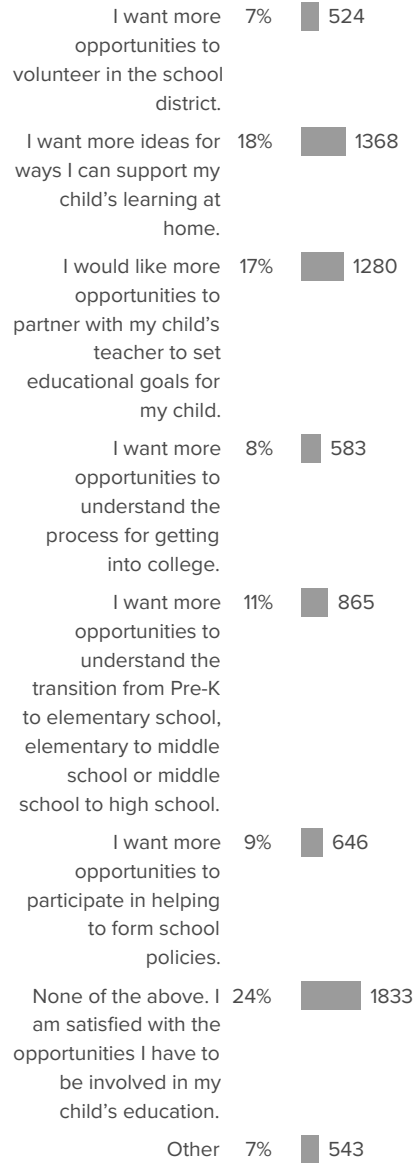 I want more 7% 524
opportunities to
volunteer in the school
district.
I want more ideas for 18% 1368
ways I can support my
child’s learning at
home.
I would like more 17% 1280
opportunities to
partner with my child’s
teacher to set
educational goals for
my child.
I want more 8% 583
opportunities to
understand the
process for getting
into college.
I want more 11% 865
opportunities to
understand the
transition from Pre-K
to elementary school,
elementary to middle
school or middle
school to high school.
I want more 9% 646
opportunities to
participate in helping
to form school
policies.
None of the above. I 24% 1833
am satisfied with the
opportunities I have to
be involved in my
child’s education.
Other 7% 543